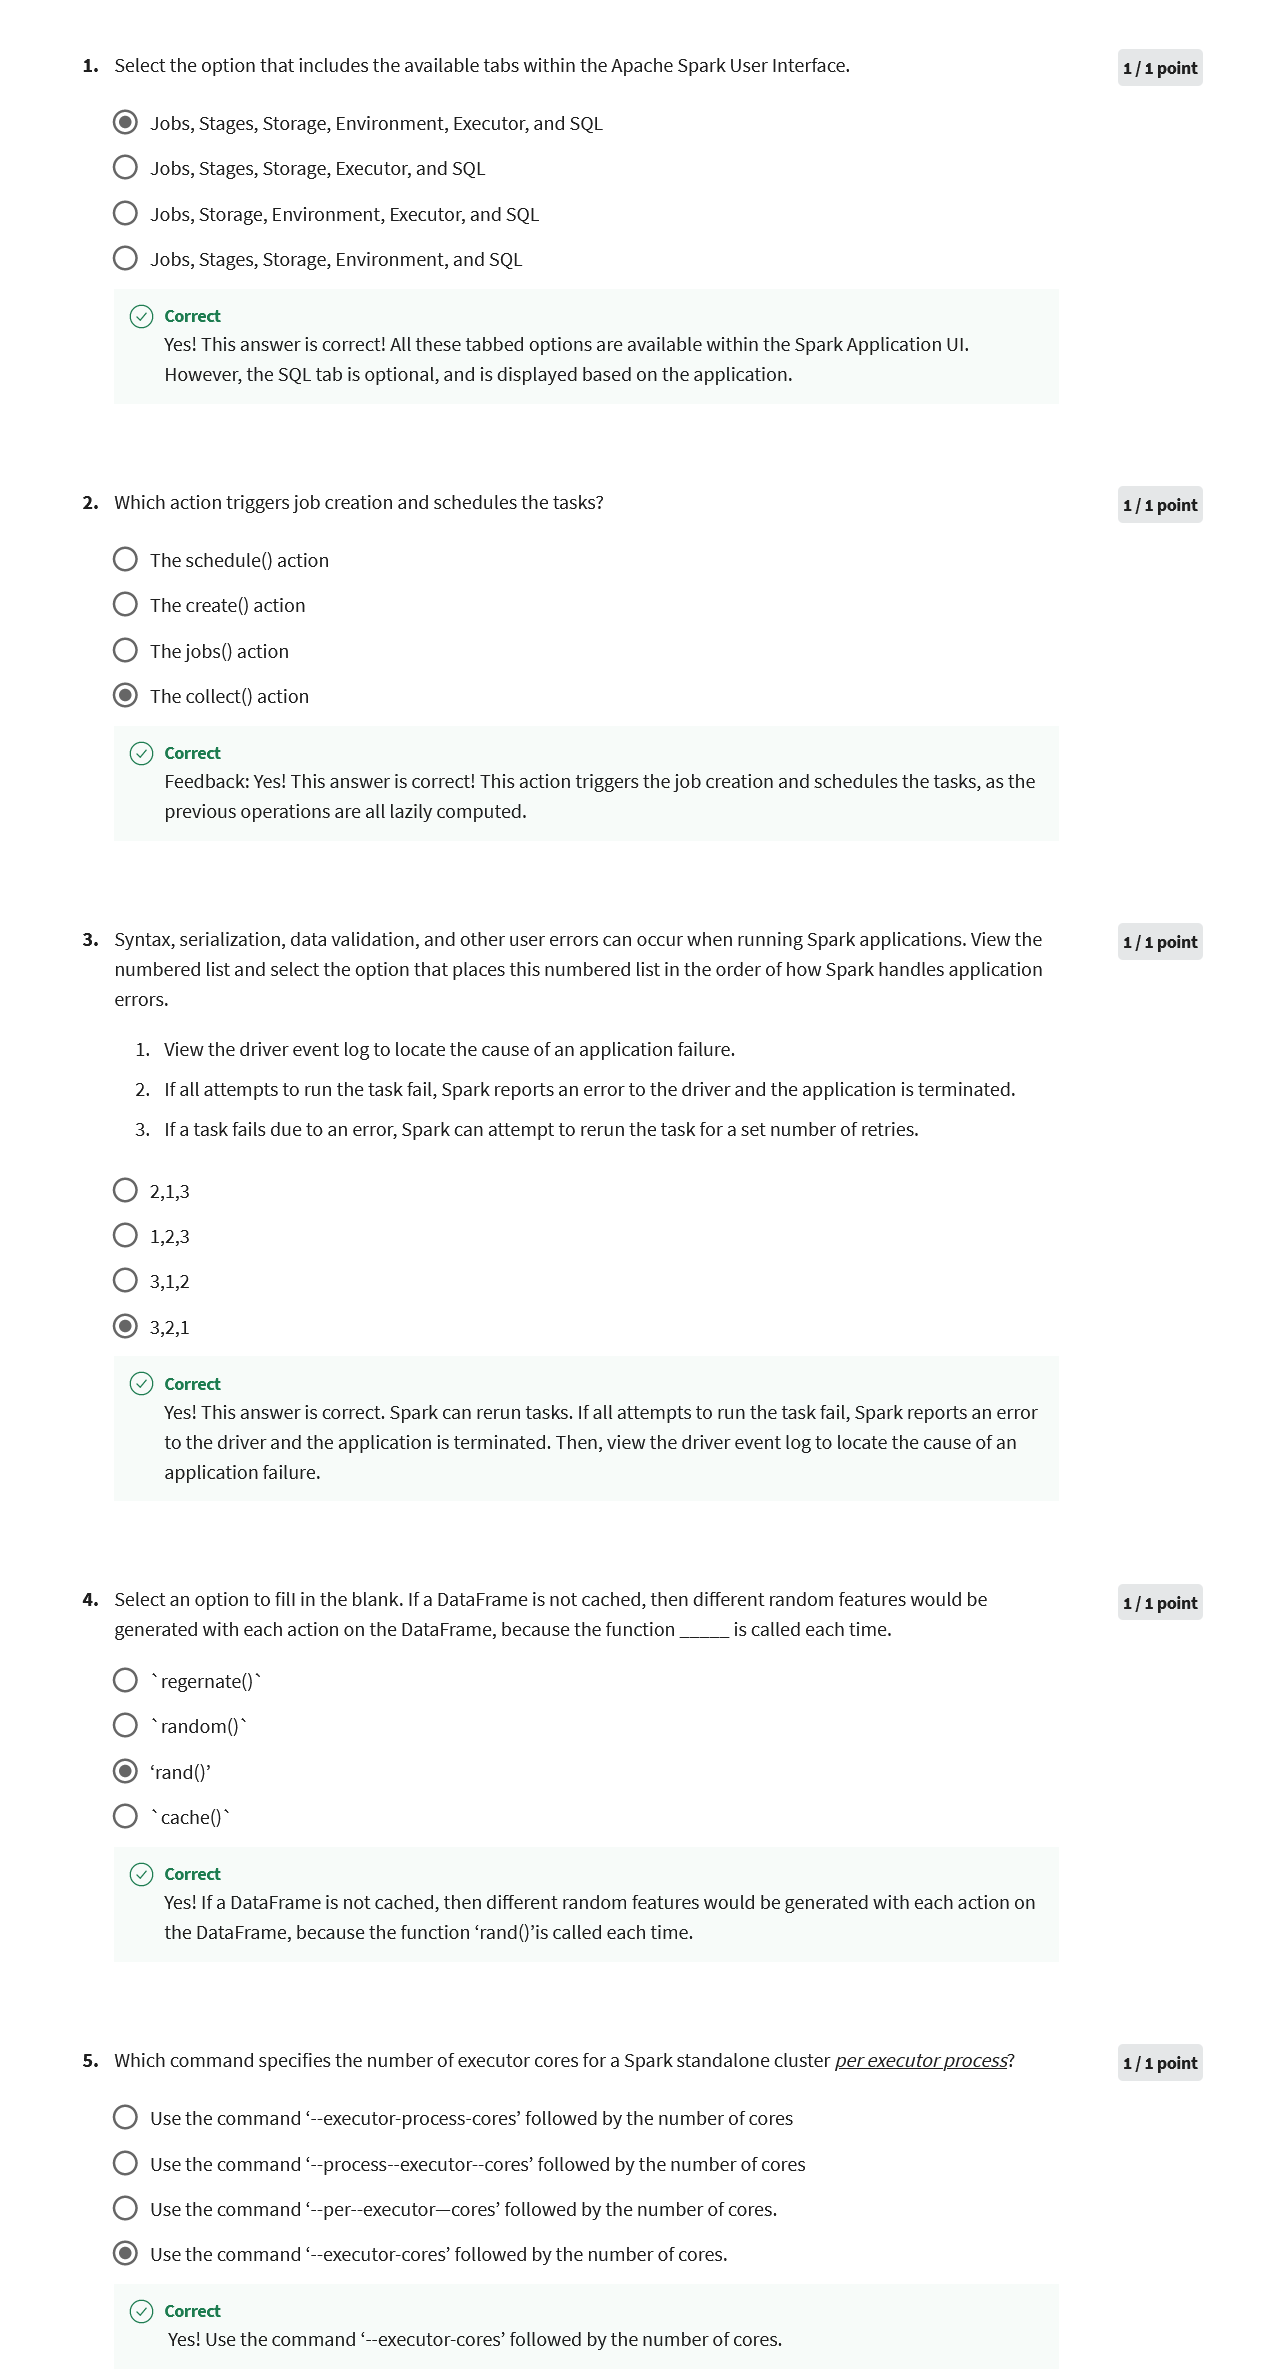 1. Select the option that includes the available tabs within the Apache Spark User Interface.
1 / 1 point
Jobs, Stages, Storage, Environment, Executor, and SQL
Jobs, Stages, Storage, Executor, and SQL
Jobs, Storage, Environment, Executor, and SQL
Jobs, Stages, Storage, Environment, and SQL
Correct
Yes! This answer is correct! All these tabbed options are available within the Spark Application UI.
However, the SQL tab is optional, and is displayed based on the application.
2. Which action triggers job creation and schedules the tasks?
1 / 1 point
The schedule() action
The create() action
The jobs() action
The collect() action
Correct
Feedback: Yes! This answer is correct! This action triggers the job creation and schedules the tasks, as the
previous operations are all lazily computed.
3. Syntax, serialization, data validation, and other user errors can occur when running Spark applications. View the
1 / 1 point
numbered list and select the option that places this numbered list in the order of how Spark handles application
errors.
1. View the driver event log to locate the cause of an application failure.
2. If all attempts to run the task fail, Spark reports an error to the driver and the application is terminated.
3. If a task fails due to an error, Spark can attempt to rerun the task for a set number of retries.
2,1,3
1,2,3
3,1,2
3,2,1
Correct
Yes! This answer is correct. Spark can rerun tasks. If all attempts to run the task fail, Spark reports an error
to the driver and the application is terminated. Then, view the driver event log to locate the cause of an
application failure.
4. Select an option to fill in the blank. If a DataFrame is not cached, then different random features would be
1 / 1 point
generated with each action on the DataFrame, because the function _____ is called each time.
`regernate()`
`random()`
‘rand()’
`cache()`
Correct
Yes! If a DataFrame is not cached, then different random features would be generated with each action on
the DataFrame, because the function ‘rand()’is called each time.
5. Which command specifies the number of executor cores for a Spark standalone cluster per executor process?
1 / 1 point
Use the command ‘--executor-process-cores’ followed by the number of cores
Use the command ‘--process--executor--cores’ followed by the number of cores
Use the command ‘--per--executor—cores’ followed by the number of cores.
Use the command ‘--executor-cores’ followed by the number of cores.
Correct
Yes! Use the command ‘--executor-cores’ followed by the number of cores.